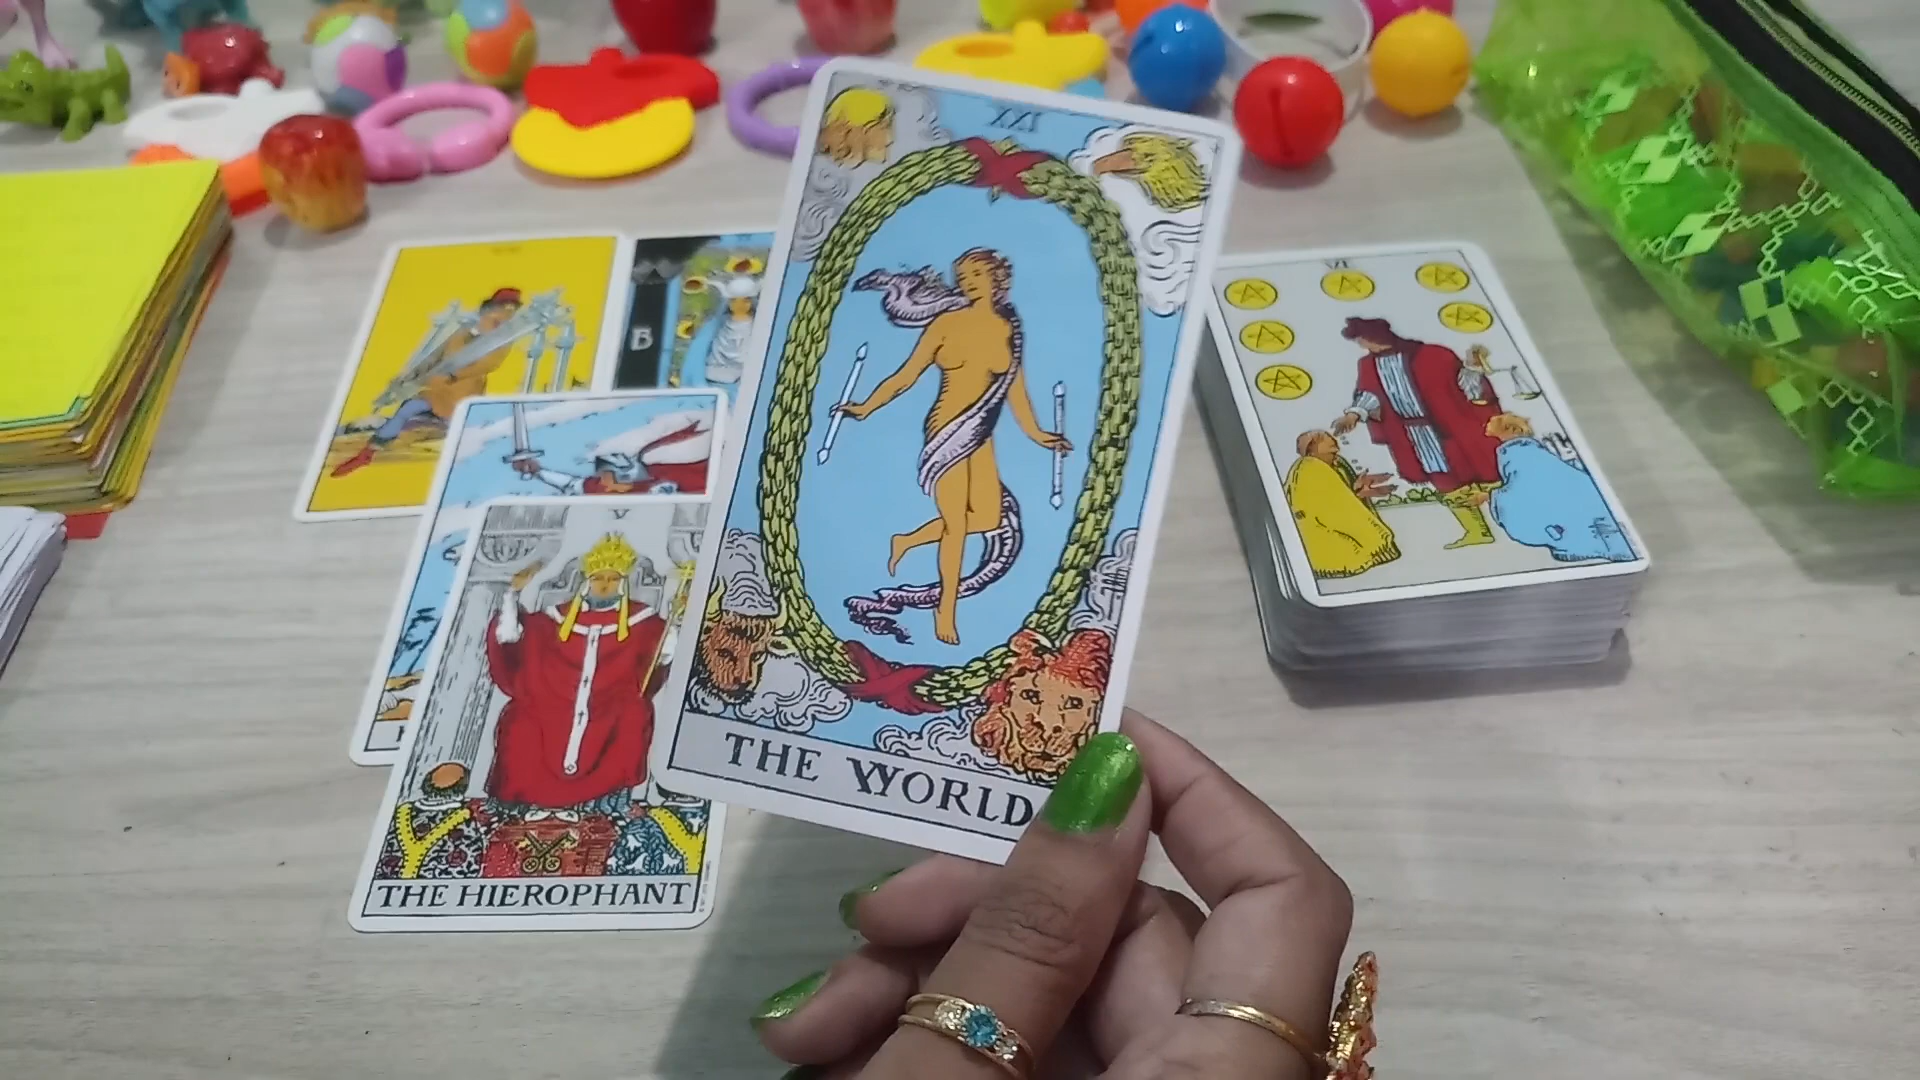 XXI
THE WORLD
VI
B
V
THE HIEROPHANT